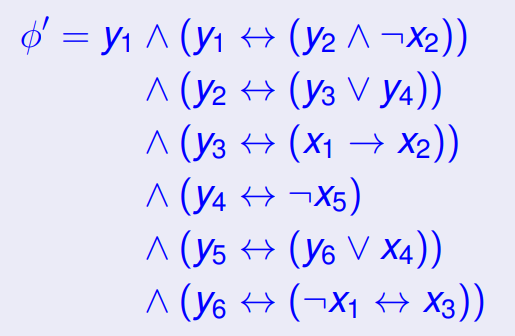 ϕ′ = y₁ ∧ (y₁ ↔ (y₂ ∧ ¬x₂))
∧ (y₂ ↔ (y₃ ∨ y₄))
∧ (y₃ ↔ (x₁ → x₂))
∧ (y₄ ↔ ¬x₅)
∧ (y₅ ↔ (y₆ ∨ x₄))
∧ (y₆ ↔ (¬x₁ ↔ x₃))